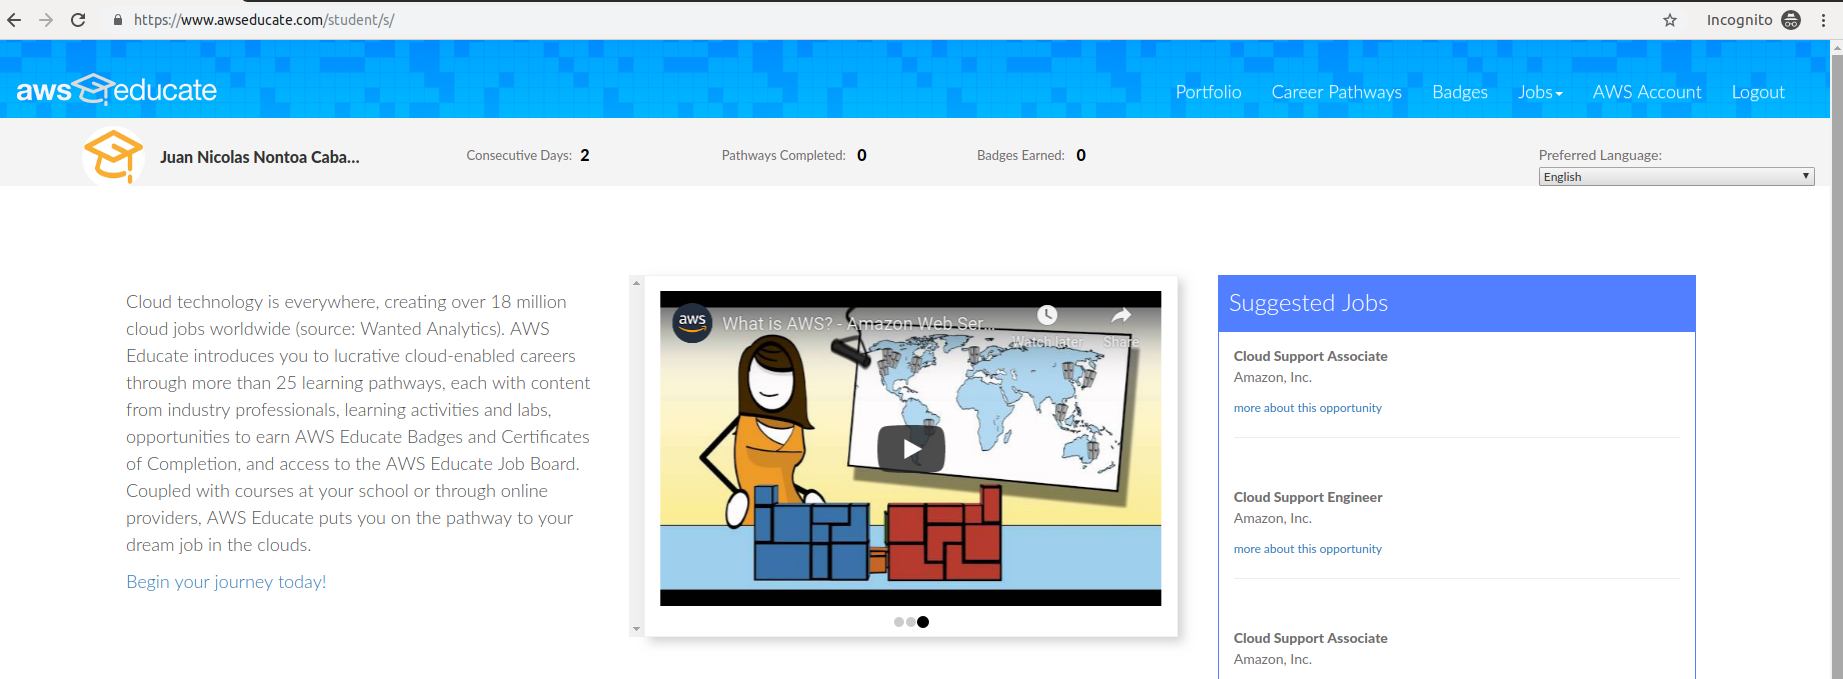 https://www.awseducate.com/student/s/
Incognito
aws educate
Portfolio
Career Pathways
Badges
Jobs
AWS Account
Logout
Juan Nicolas Nontoa Caba...
Consecutive Days: 2
Pathways Completed: 0
Badges Earned: 0
Preferred Language:
English
Cloud technology is everywhere, creating over 18 million
cloud jobs worldwide (source: Wanted Analytics). AWS
Educate introduces you to lucrative cloud-enabled careers
through more than 25 learning pathways, each with content
from industry professionals, learning activities and labs,
opportunities to earn AWS Educate Badges and Certificates
of Completion, and access to the AWS Educate Job Board.
Coupled with courses at your school or through online
providers, AWS Educate puts you on the pathway to your
dream job in the clouds.
Begin your journey today!
aws
What is AWS? - Amazon Web Ser...
Watch later
Share
Suggested Jobs
Cloud Support Associate
Amazon, Inc.
more about this opportunity
Cloud Support Engineer
Amazon, Inc.
more about this opportunity
Cloud Support Associate
Amazon, Inc.